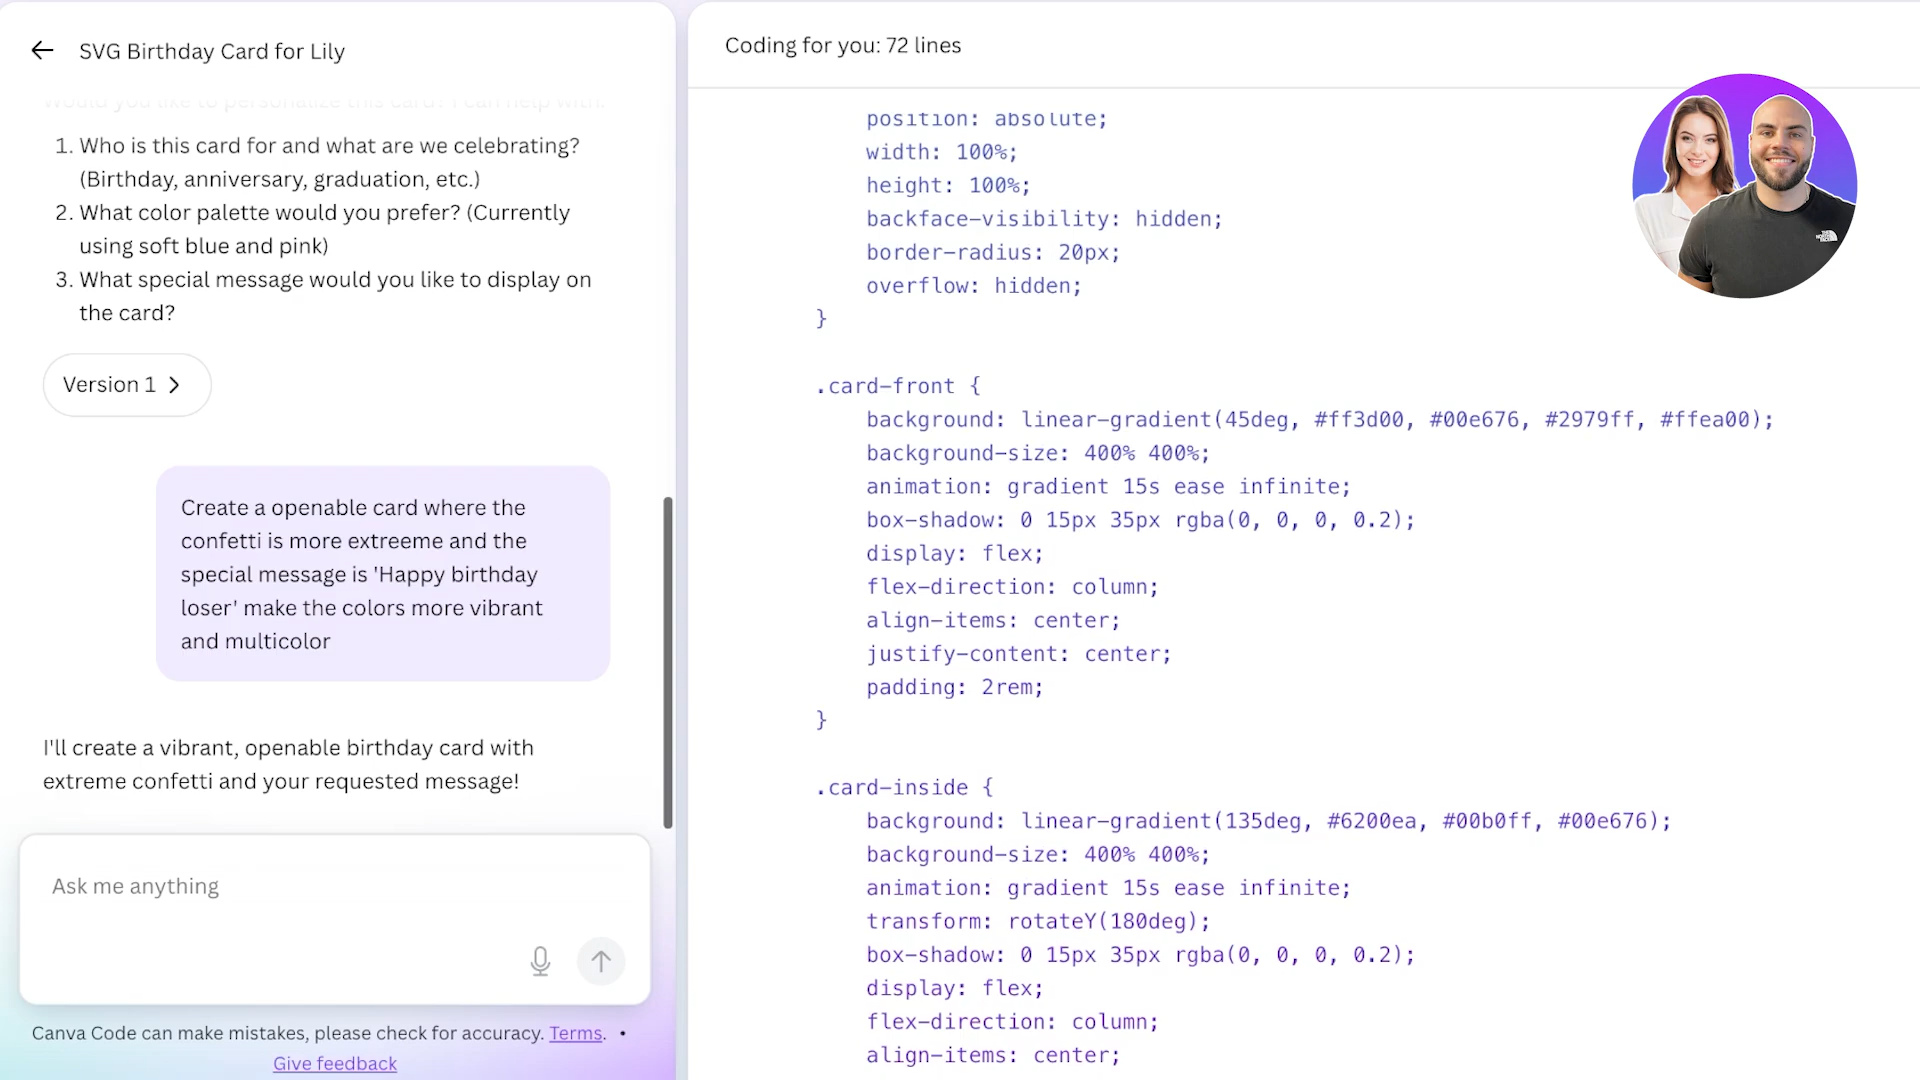 SVG Birthday Card for Lily
Would you like to personalize this card? I can help with:
1. Who is this card for and what are we celebrating?
(Birthday, anniversary, graduation, etc.)
2. What color palette would you prefer? (Currently
using soft blue and pink)
3. What special message would you like to display on
the card?
Version 1
Create a openable card where the
confetti is more extreeme and the
special message is 'Happy birthday
loser' make the colors more vibrant
and multicolor
I'll create a vibrant, openable birthday card with
extreme confetti and your requested message!
Ask me anything
Canva Code can make mistakes, please check for accuracy. Terms. •
Give feedback
Coding for you: 72 lines
position: absolute;
width: 100%;
height: 100%;
backface-visibility: hidden;
border-radius: 20px;
overflow: hidden;
}
.card-front {
background: linear-gradient(45deg, #ff3d00, #00e676, #2979ff, #ffea00);
background-size: 400% 400%;
animation: gradient 15s ease infinite;
box-shadow: 0 15px 35px rgba(0, 0, 0, 0.2);
display: flex;
flex-direction: column;
align-items: center;
justify-content: center;
padding: 2rem;
}
.card-inside {
background: linear-gradient(135deg, #6200ea, #00b0ff, #00e676);
background-size: 400% 400%;
animation: gradient 15s ease infinite;
transform: rotateY(180deg);
box-shadow: 0 15px 35px rgba(0, 0, 0, 0.2);
display: flex;
flex-direction: column;
align-items: center;